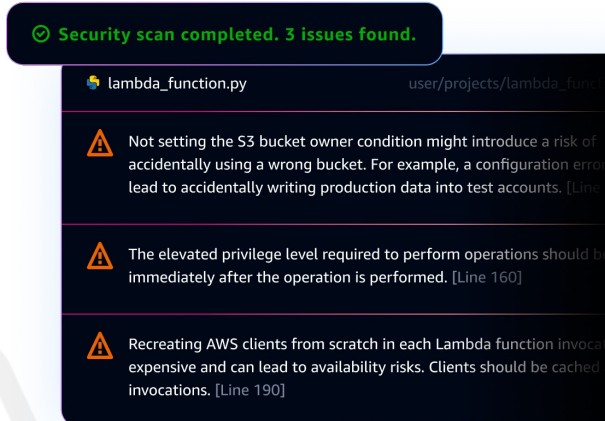 Security scan completed. 3 issues found.
lambda_function.py user/projects/lambda_func
Not setting the S3 bucket owner condition might introduce a risk of
accidentally using a wrong bucket. For example, a configuration error
lead to accidentally writing production data into test accounts. [Line
The elevated privilege level required to perform operations should b
immediately after the operation is performed. [Line 160]
Recreating AWS clients from scratch in each Lambda function invocat
expensive and can lead to availability risks. Clients should be cached
invocations. [Line 190]